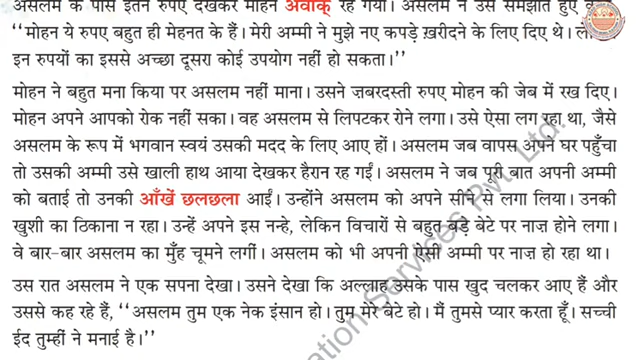 असलम के पास इतने रुपए देखकर मोहन अवाक् रह गया। असलम ने उसे समझाते हुए
“मोहन ये रुपए बहुत ही मेहनत के हैं। मेरी अम्मी ने मुझे नए कपड़े ख़रीदने के लिए दिए थे।
इन रुपयों का इससे अच्छा दूसरा कोई उपयोग नहीं हो सकता।”
मोहन ने बहुत मना किया पर असलम नहीं माना। उसने ज़बरदस्ती रुपए मोहन की जेब में रख दिए।
मोहन अपने आपको रोक नहीं सका। वह असलम से लिपटकर रोने लगा। उसे ऐसा लग रहा था, जैसे
असलम के रूप में भगवान स्वयं उसकी मदद के लिए आए हों। असलम जब वापस अपने घर पहुँचा
तो उसकी अम्मी उसे खाली हाथ आया देखकर हैरान रह गईं। असलम ने जब पूरी बात अपनी अम्मी
को बताई तो उनकी आँखें छलछला आईं। उन्होंने असलम को अपने सीने से लगा लिया। उनकी
खुशी का ठिकाना न रहा। उन्हें अपने इस नन्हे, लेकिन विचारों से बहुत बड़े बेटे पर नाज़ होने लगा।
वे बार-बार असलम का मुँह चूमने लगीं। असलम को भी अपनी ऐसी अम्मी पर नाज़ हो रहा था।
उस रात असलम ने एक सपना देखा। उसने देखा कि अल्लाह उसके पास खुद चलकर आए हैं और
उससे कह रहे हैं, “असलम तुम एक नेक इंसान हो। तुम मेरे बेटे हो। मैं तुमसे प्यार करता हूँ। सच्ची
ईद तुम्हीं ने मनाई है।”
ation Services Pvt. Ltd.